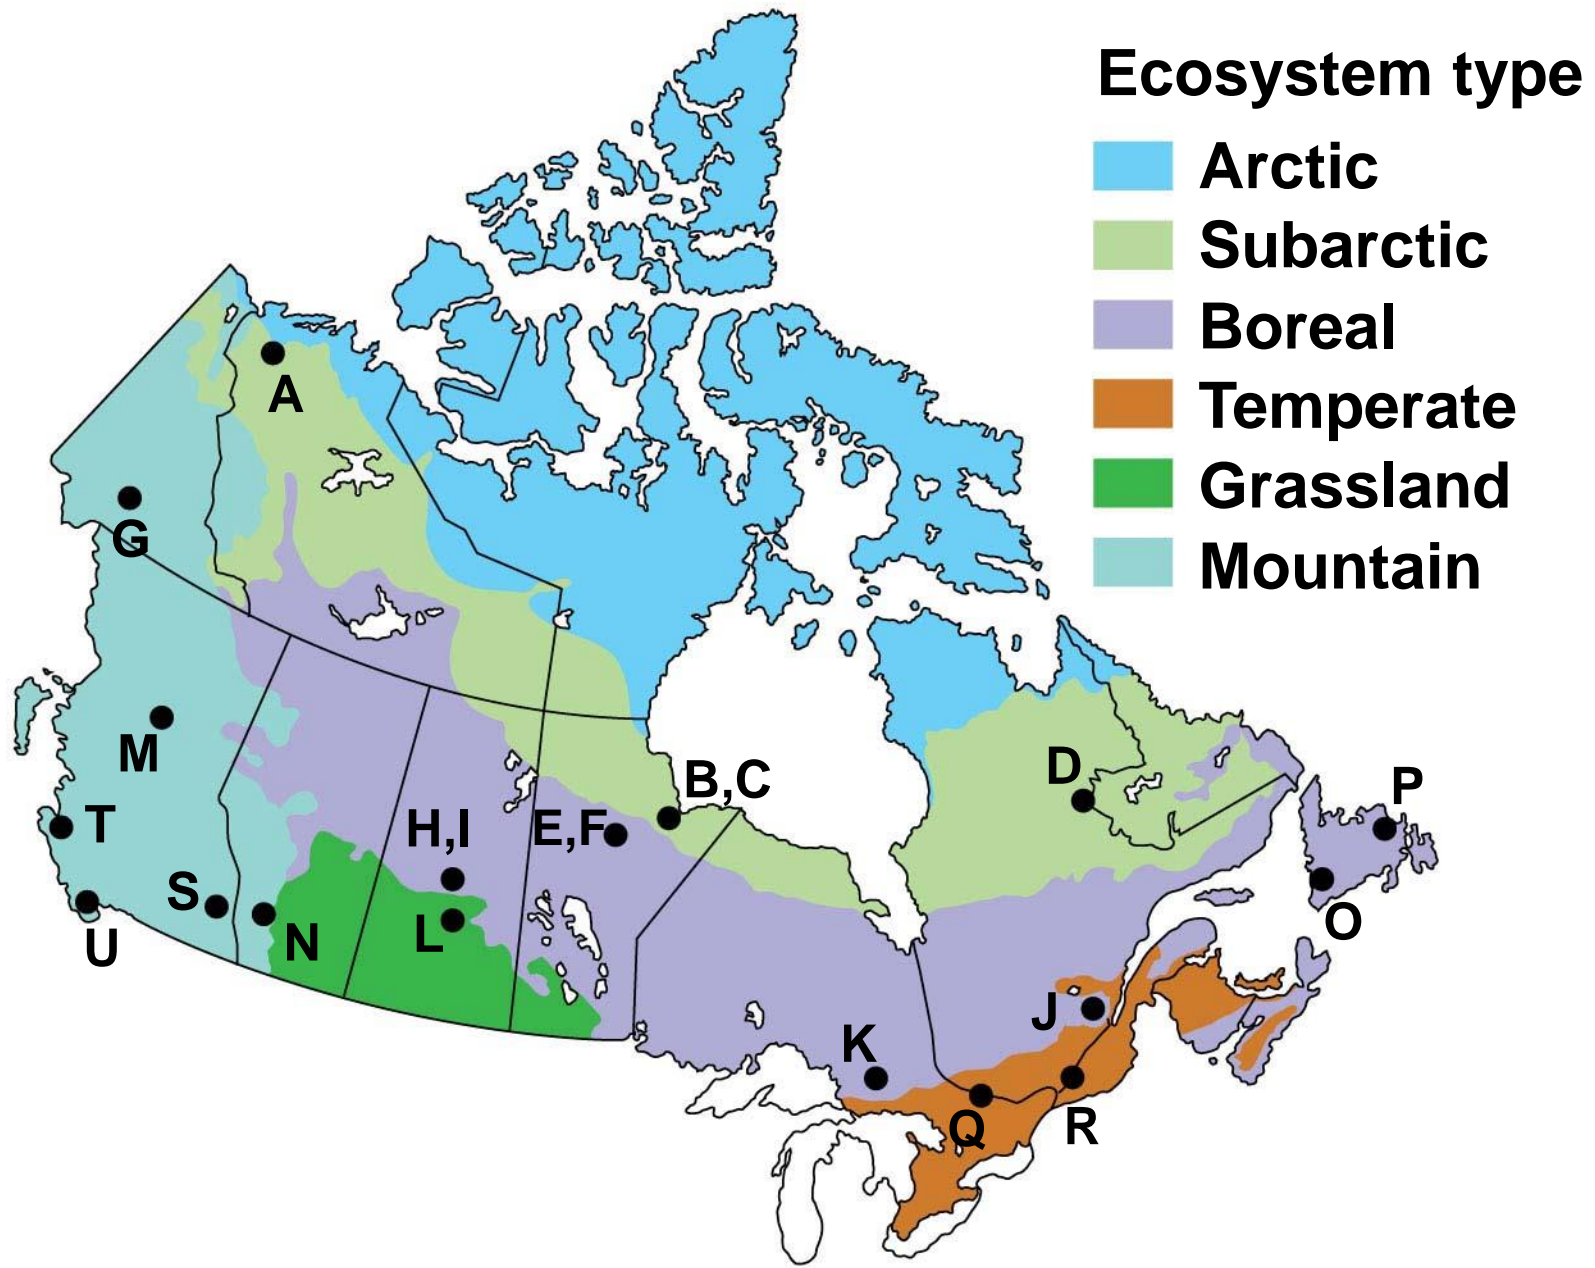 Ecosystem type
Arctic
Subarctic
Boreal
Temperate
Grassland
Mountain
A
G
M
B,C
D
P
T
H,I
E,F
S
L
N
U
O
J
K
Q
R